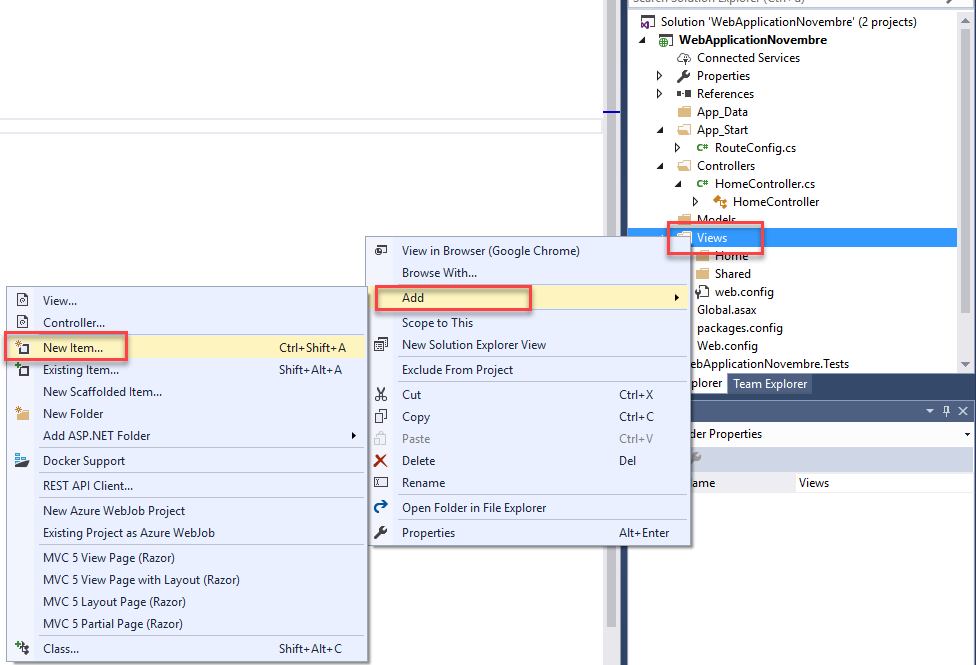 Search Solution Explorer (Ctrl+ù)
Solution 'WebApplicationNovembre' (2 projects)
WebApplicationNovembre
Connected Services
Properties
References
App_Data
App_Start
C# RouteConfig.cs
Controllers
C# HomeController.cs
HomeController
Models
Views
Home
Shared
web.config
Global.asax
packages.config
Web.config
ebApplicationNovembre.Tests
plorer Team Explorer
der Properties
ame Views
View in Browser (Google Chrome)
Browse With...
Add
Scope to This
New Solution Explorer View
Exclude From Project
Cut Ctrl+X
Copy Ctrl+C
Paste Ctrl+V
Delete Del
Rename
Open Folder in File Explorer
Properties Alt+Enter
View...
Controller...
New Item... Ctrl+Shift+A
Existing Item... Shift+Alt+A
New Scaffolded Item...
New Folder
Add ASP.NET Folder
Docker Support
REST API Client...
New Azure WebJob Project
Existing Project as Azure WebJob
MVC 5 View Page (Razor)
MVC 5 View Page with Layout (Razor)
MVC 5 Layout Page (Razor)
MVC 5 Partial Page (Razor)
Class... Shift+Alt+C